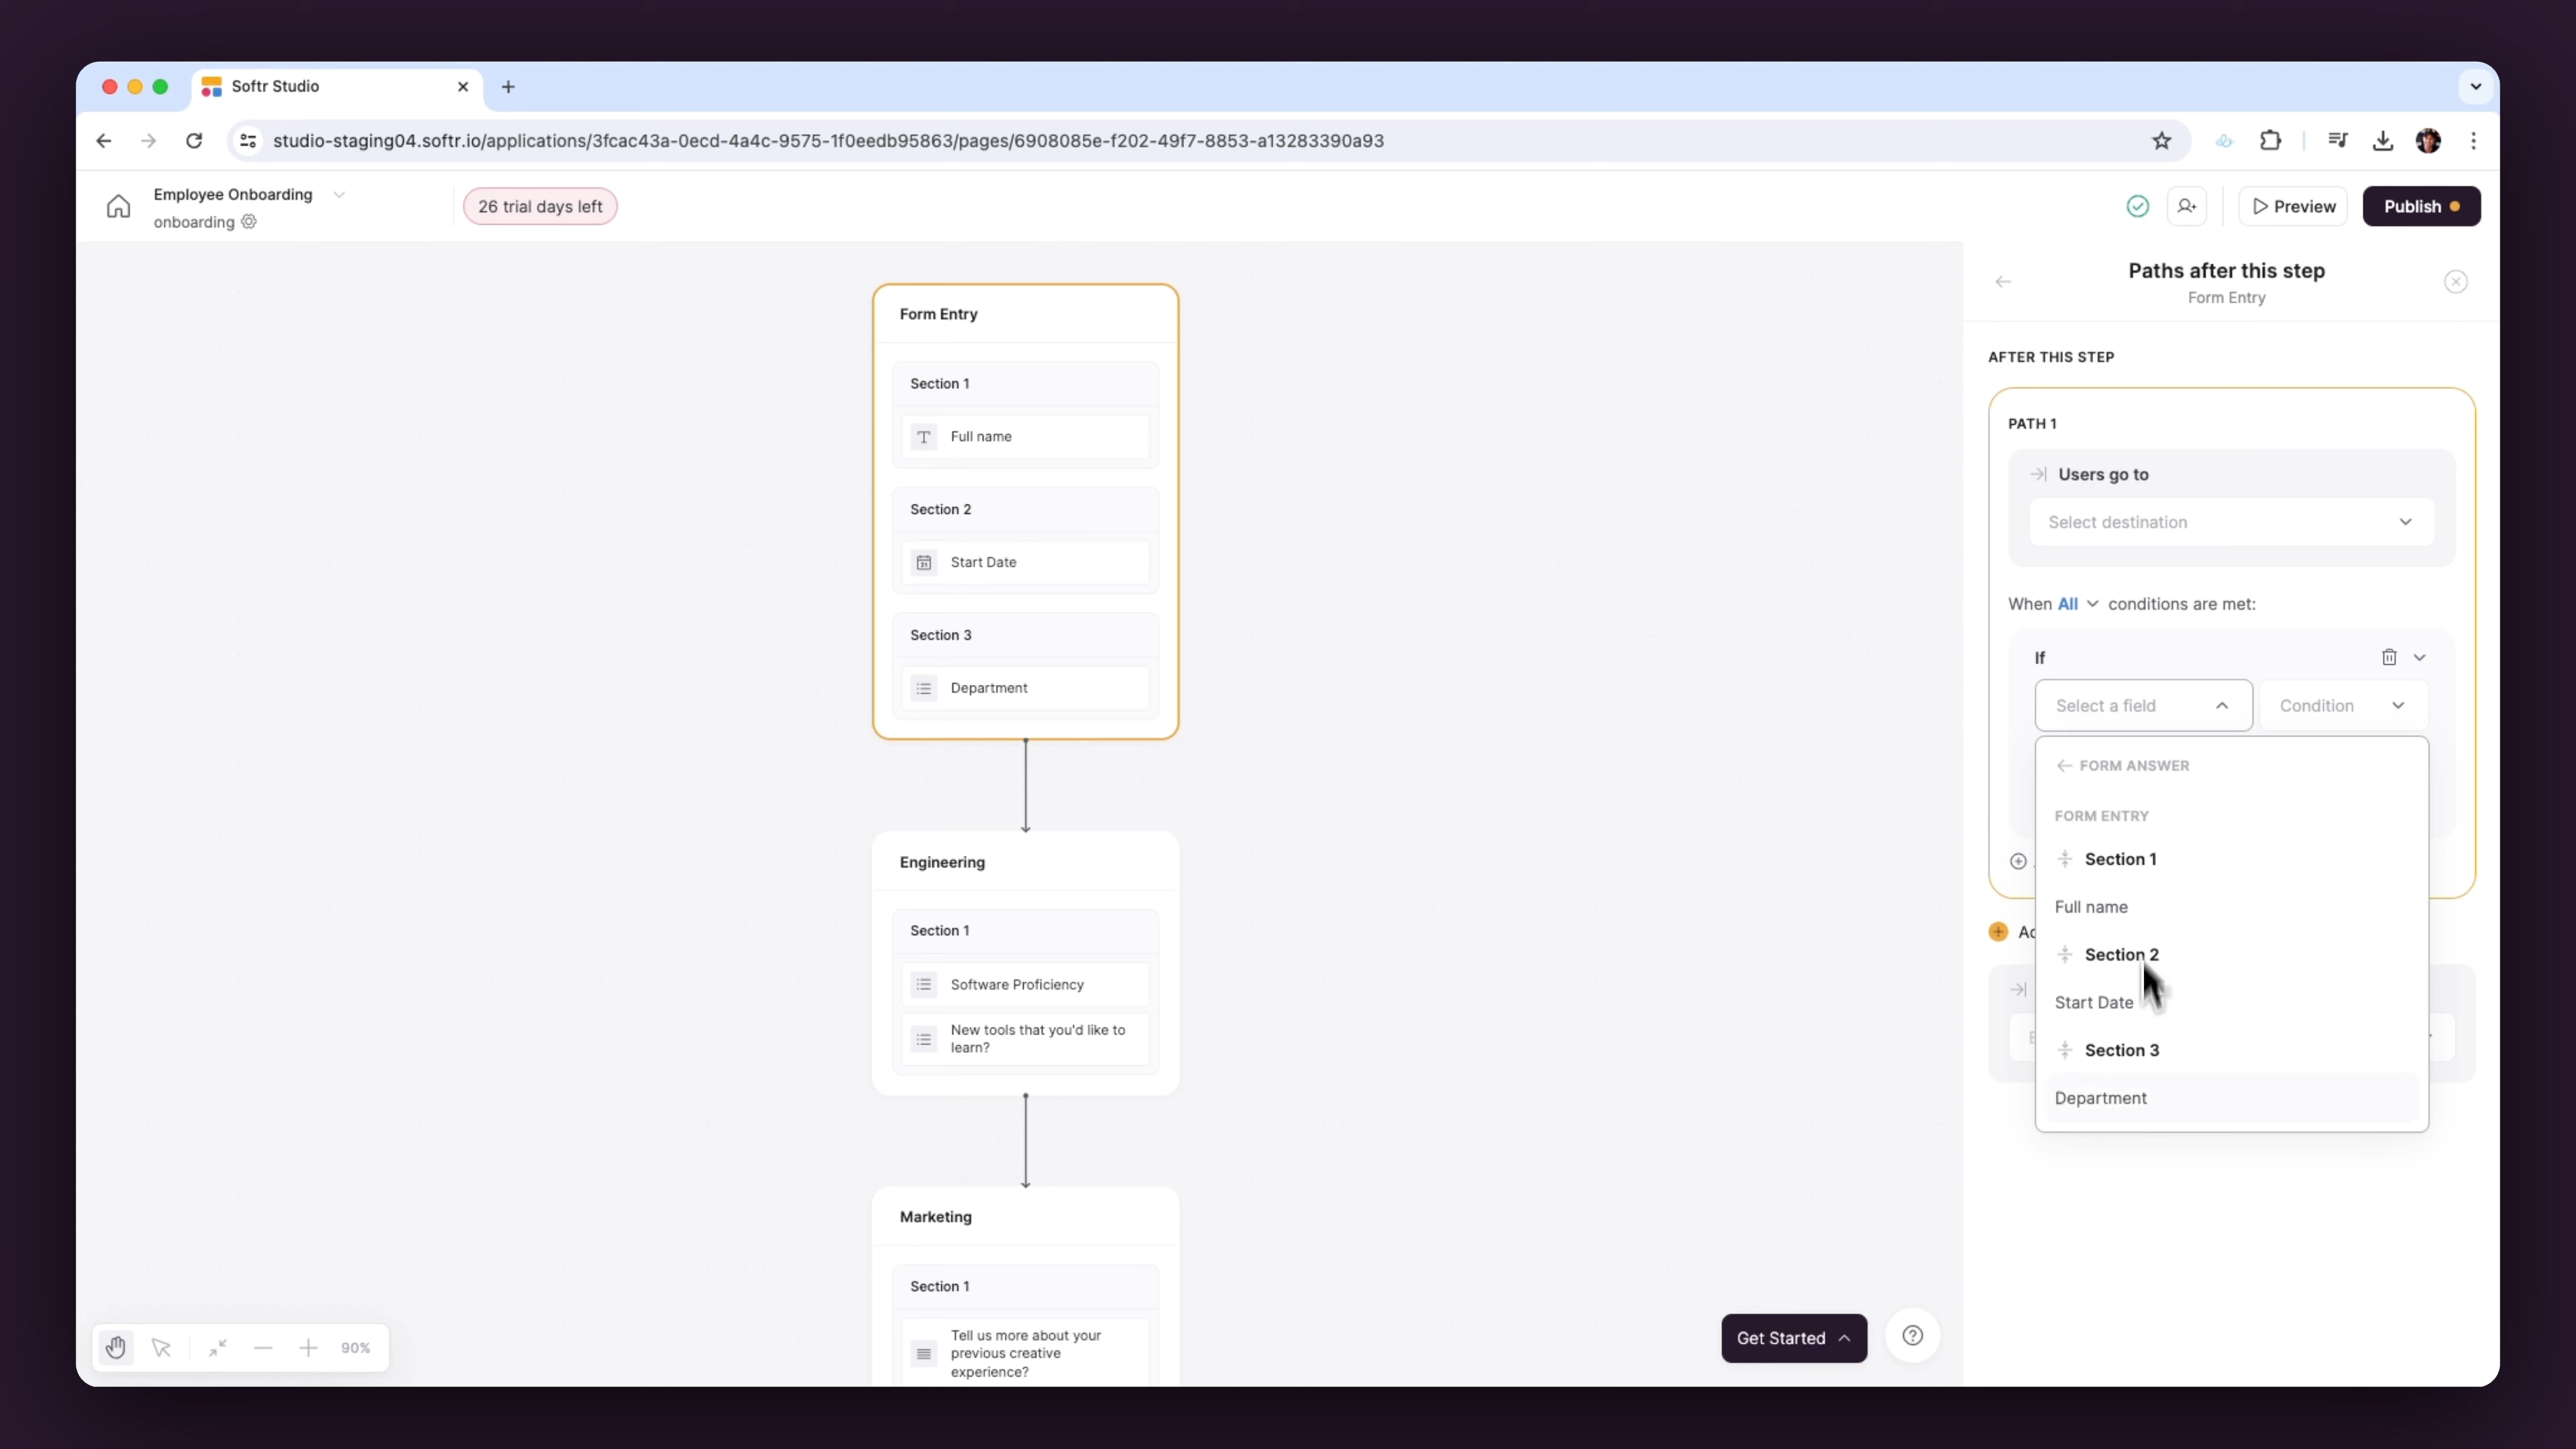 Softr Studio
studio-staging04.softr.io/applications/3fcac43a-0ecd-4a4c-9575-1f0eedb95863/pages/6908085e-f202-49f7-8853-a13283390a93
Employee Onboarding
onboarding
26 trial days left
Preview
Publish
Form Entry
Section 1
Full name
Section 2
Start Date
Section 3
Department
Engineering
Section 1
Software Proficiency
New tools that you'd like to
learn?
Marketing
Section 1
Tell us more about your
previous creative
experience?
90%
Get Started
Paths after this step
Form Entry
AFTER THIS STEP
PATH 1
Users go to
Select destination
When All conditions are met:
If
Select a field
Condition
FORM ANSWER
FORM ENTRY
Section 1
Full name
Section 2
Start Date
Section 3
Department